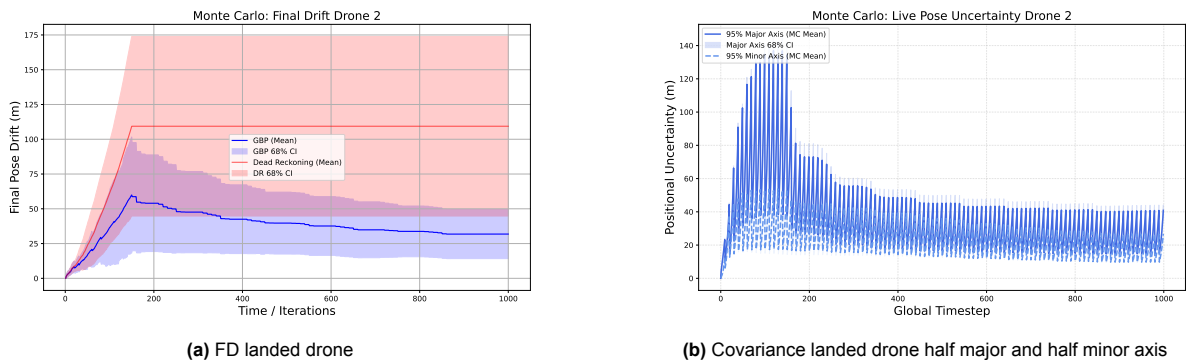 Monte Carlo: Final Drift Drone 2
Final Pose Drift (m)
175
150
125
100
75
50
25
0
GBP (Mean)
GBP 68% CI
Dead Reckoning (Mean)
DR 68% CI
0 200 400 600 800 1000
Time / Iterations
(a) FD landed drone
Monte Carlo: Live Pose Uncertainty Drone 2
Positional Uncertainty (m)
140
120
100
80
60
40
20
0
95% Major Axis (MC Mean)
Major Axis 68% CI
95% Minor Axis (MC Mean)
0 200 400 600 800 1000
Global Timestep
(b) Covariance landed drone half major and half minor axis